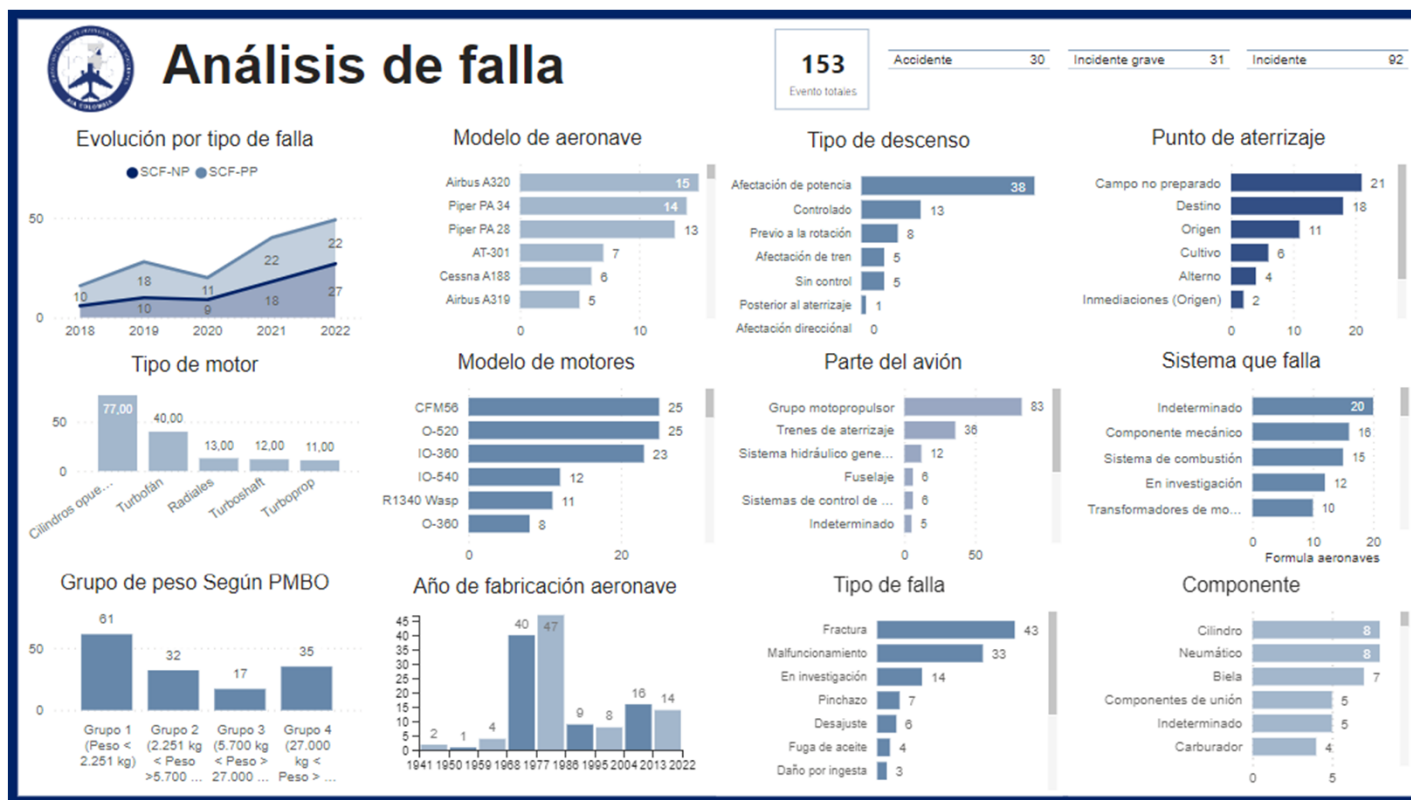 Análisis de falla
153
Evento totales
Accidente 30
Incidente grave 31
Incidente 92
Evolución por tipo de falla
SCF-NP SCF-PP
50
0
10
18
11
22
22
10
9
18
27
2018 2019 2020 2021 2022
Modelo de aeronave
Airbus A320 15
Piper PA 34 14
Piper PA 28 13
AT-301 7
Cessna A188 6
Airbus A319 5
0 10
Tipo de descenso
Afectación de potencia 38
Controlado 13
Previo a la rotación 8
Afectación de tren 5
Sin control 5
Posterior al aterrizaje 1
Afectación direcciónal 0
Punto de aterrizaje
Campo no preparado 21
Destino 18
Origen 11
Cultivo 6
Alterno 4
Inmediaciones (Origen) 2
0 10 20
Tipo de motor
50
0
77,00
40,00
13,00
12,00
11,00
Cilindros opue...
Turbofán
Radiales
Turboshaft
Turboprop
Modelo de motores
CFM56 25
O-520 25
IO-360 23
IO-540 12
R1340 Wasp 11
O-360 8
0 20
Parte del avión
Grupo motopropulsor 83
Trenes de aterrizaje 36
Sistema hidráulico gene... 12
Fuselaje 6
Sistemas de control de ... 6
Indeterminado 5
0 50
Sistema que falla
Indeterminado 20
Componente mecánico 16
Sistema de combustión 15
En investigación 12
Transformadores de mo... 10
0 10 20
Formula aeronaves
Grupo de peso Según PMBO
50
0
61
32
17
35
Grupo 1
(Peso <
2.251 kg)
Grupo 2
(2.251 kg
< Peso
>5.700 ...
Grupo 3
(5.700 kg
< Peso >
27.000 ...
Grupo 4
(27.000
kg <
Peso > ...
Año de fabricación aeronave
45
40
35
30
25
20
15
10
5
0
2
1
4
40
47
9
8
16
14
1941 1950 1959 1968 1977 1986 1995 2004 2013 2022
Tipo de falla
Fractura 43
Malfuncionamiento 33
En investigación 14
Pinchazo 7
Desajuste 6
Fuga de aceite 4
Daño por ingesta 3
Componente
Cilindro 8
Neumático 8
Biela 7
Componentes de unión 5
Indeterminado 5
Carburador 4
0 5